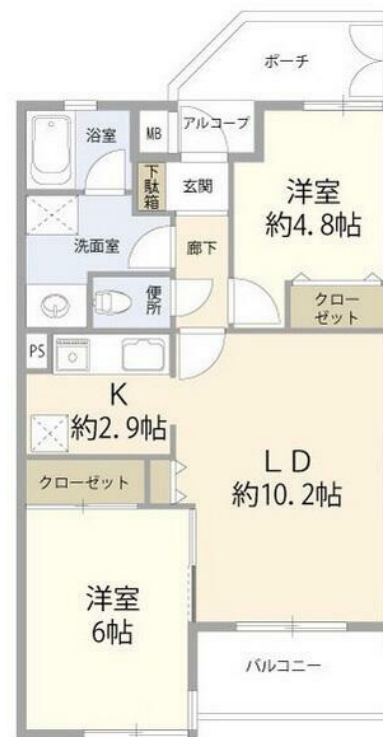 ポーチ
浴室
MB
アルコーブ
下駄箱
玄関
洋室
約4.8帖
洗面室
廊下
便所
クロー
ゼット
PS
K
約2.9帖
LD
約10.2帖
クローゼット
洋室
6帖
バルコニー